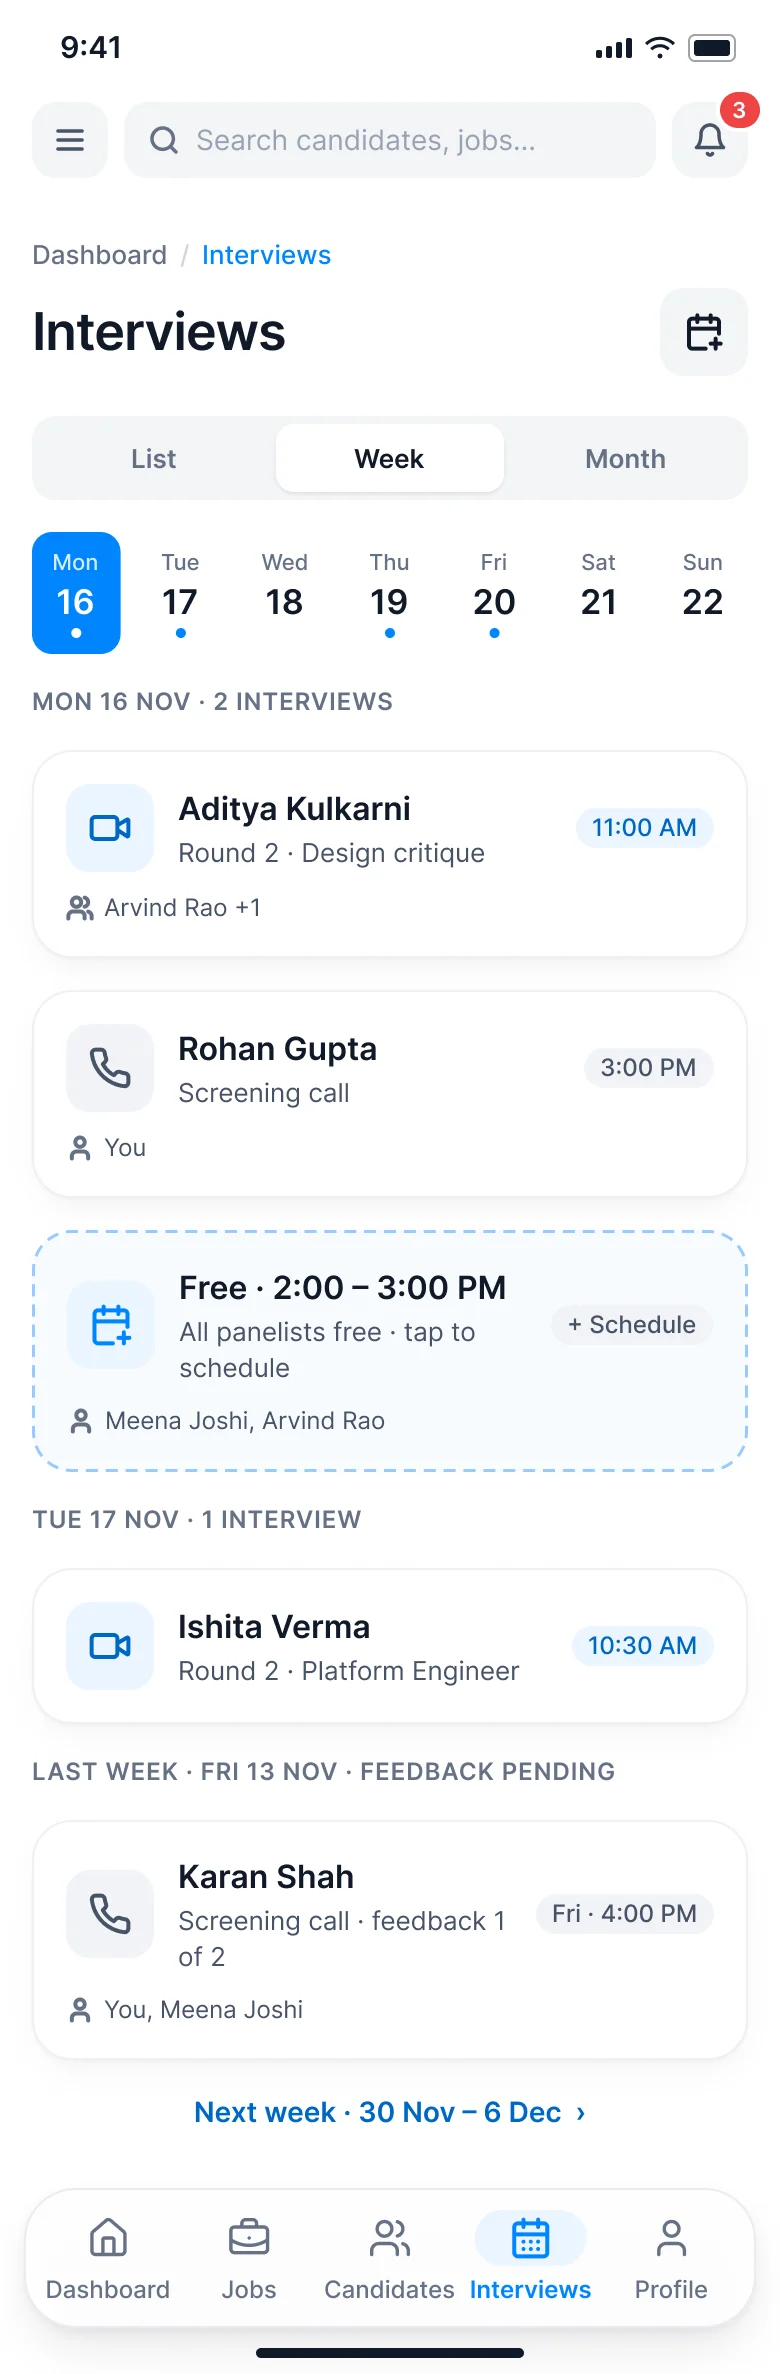 9:41
Search candidates, jobs...
3
Dashboard / Interviews
Interviews
List Week Month
Mon Tue Wed Thu Fri Sat Sun
16 17 18 19 20 21 22
MON 16 NOV · 2 INTERVIEWS
Aditya Kulkarni
11:00 AM
Round 2 · Design critique
Arvind Rao +1
Rohan Gupta
3:00 PM
Screening call
You
Free · 2:00 – 3:00 PM
+ Schedule
All panelists free · tap to
schedule
Meena Joshi, Arvind Rao
TUE 17 NOV · 1 INTERVIEW
Ishita Verma
10:30 AM
Round 2 · Platform Engineer
LAST WEEK · FRI 13 NOV · FEEDBACK PENDING
Karan Shah
Fri · 4:00 PM
Screening call · feedback 1
of 2
You, Meena Joshi
Next week · 30 Nov – 6 Dec ›
Dashboard Jobs Candidates Interviews Profile